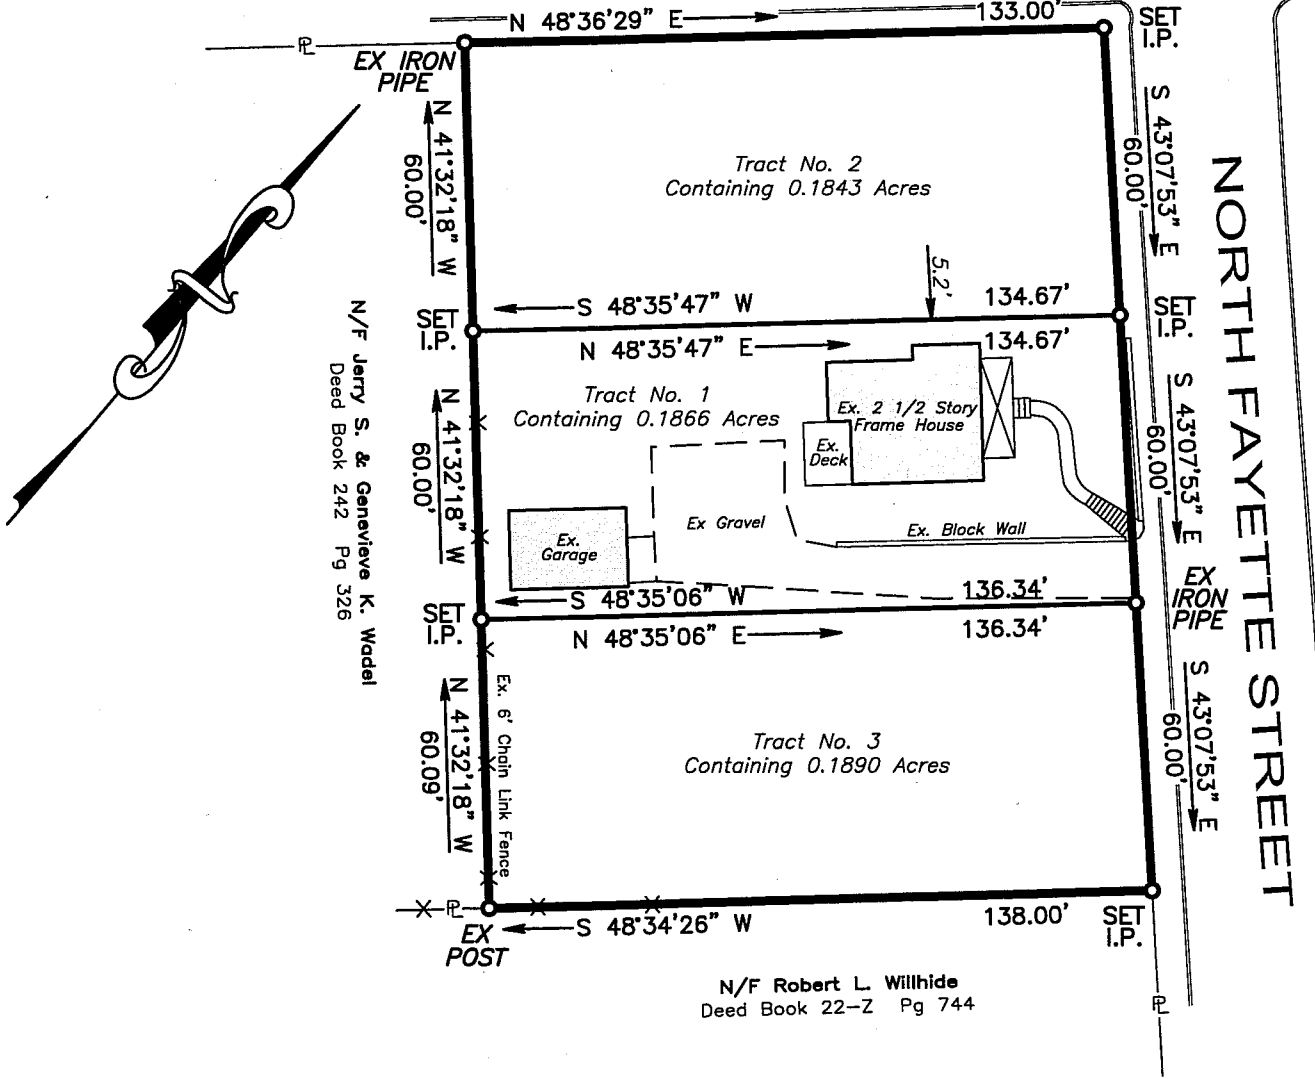 N 48°36'29" E
133.00'
SET
I.P.
PL
EX IRON
PIPE
N 41°32'18" W
60.00'
S 43°07'53" E
60.00'
Tract No. 2
Containing 0.1843 Acres
NORTH FAYETTE STREET
5.2'
S 48°35'47" W
134.67'
SET
I.P.
SET
I.P.
N 48°35'47" E
134.67'
N/F Jerry S. & Genevieve K. Wadel
Deed Book 242 Pg 326
N 41°32'18" W
60.00'
Tract No. 1
Containing 0.1866 Acres
Ex. 2 1/2 Story
Frame House
Ex.
Deck
S 43°07'53" E
60.00'
Ex Gravel
Ex. Block Wall
Ex.
Garage
S 48°35'06" W
136.34'
EX
IRON
PIPE
SET
I.P.
N 48°35'06" E
136.34'
N 41°32'18" W
60.09'
Ex. 6' Chain Link Fence
Tract No. 3
Containing 0.1890 Acres
S 43°07'53" E
60.00'
PL
EX
POST
S 48°34'26" W
138.00'
SET
I.P.
N/F Robert L. Willhide
Deed Book 22-Z Pg 744
PL